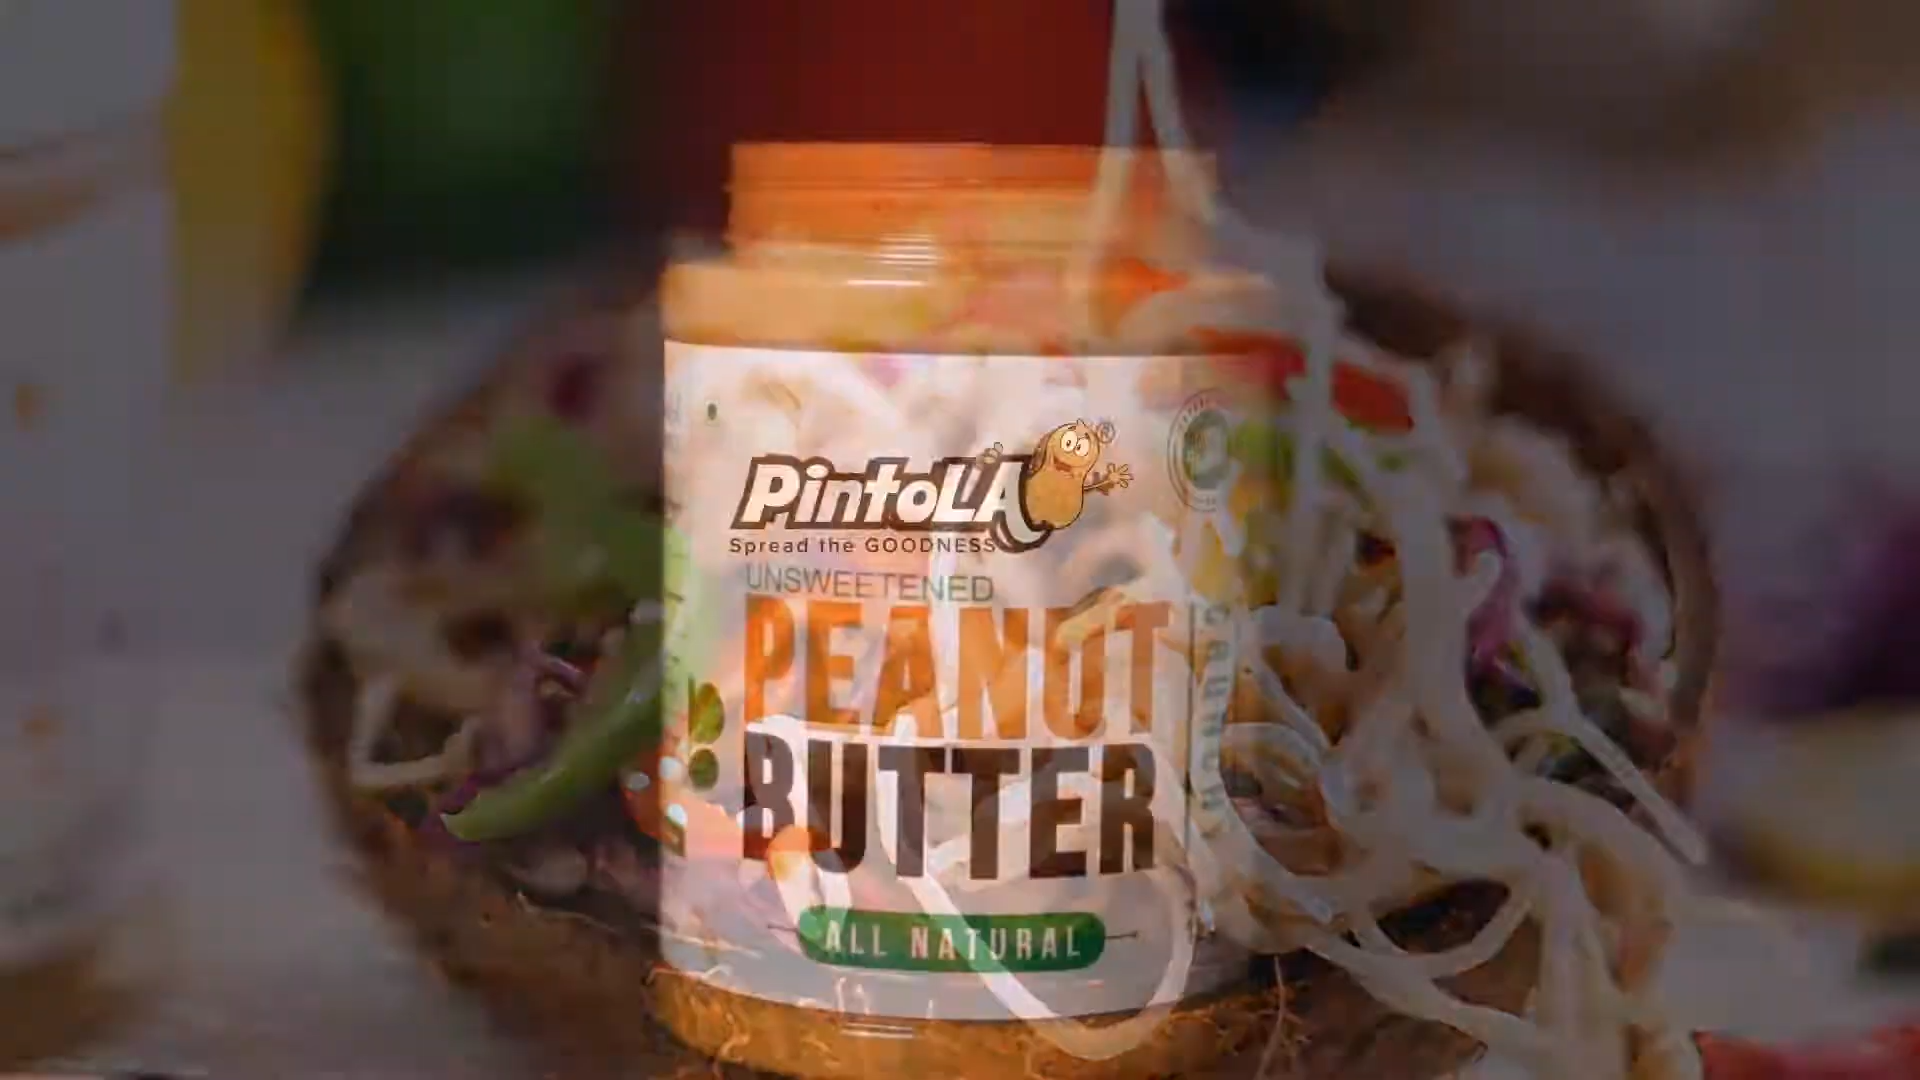 PintoLA®
Spread the GOODNESS
UNSWEETENED
PEANUT
BUTTER
ALL NATURAL